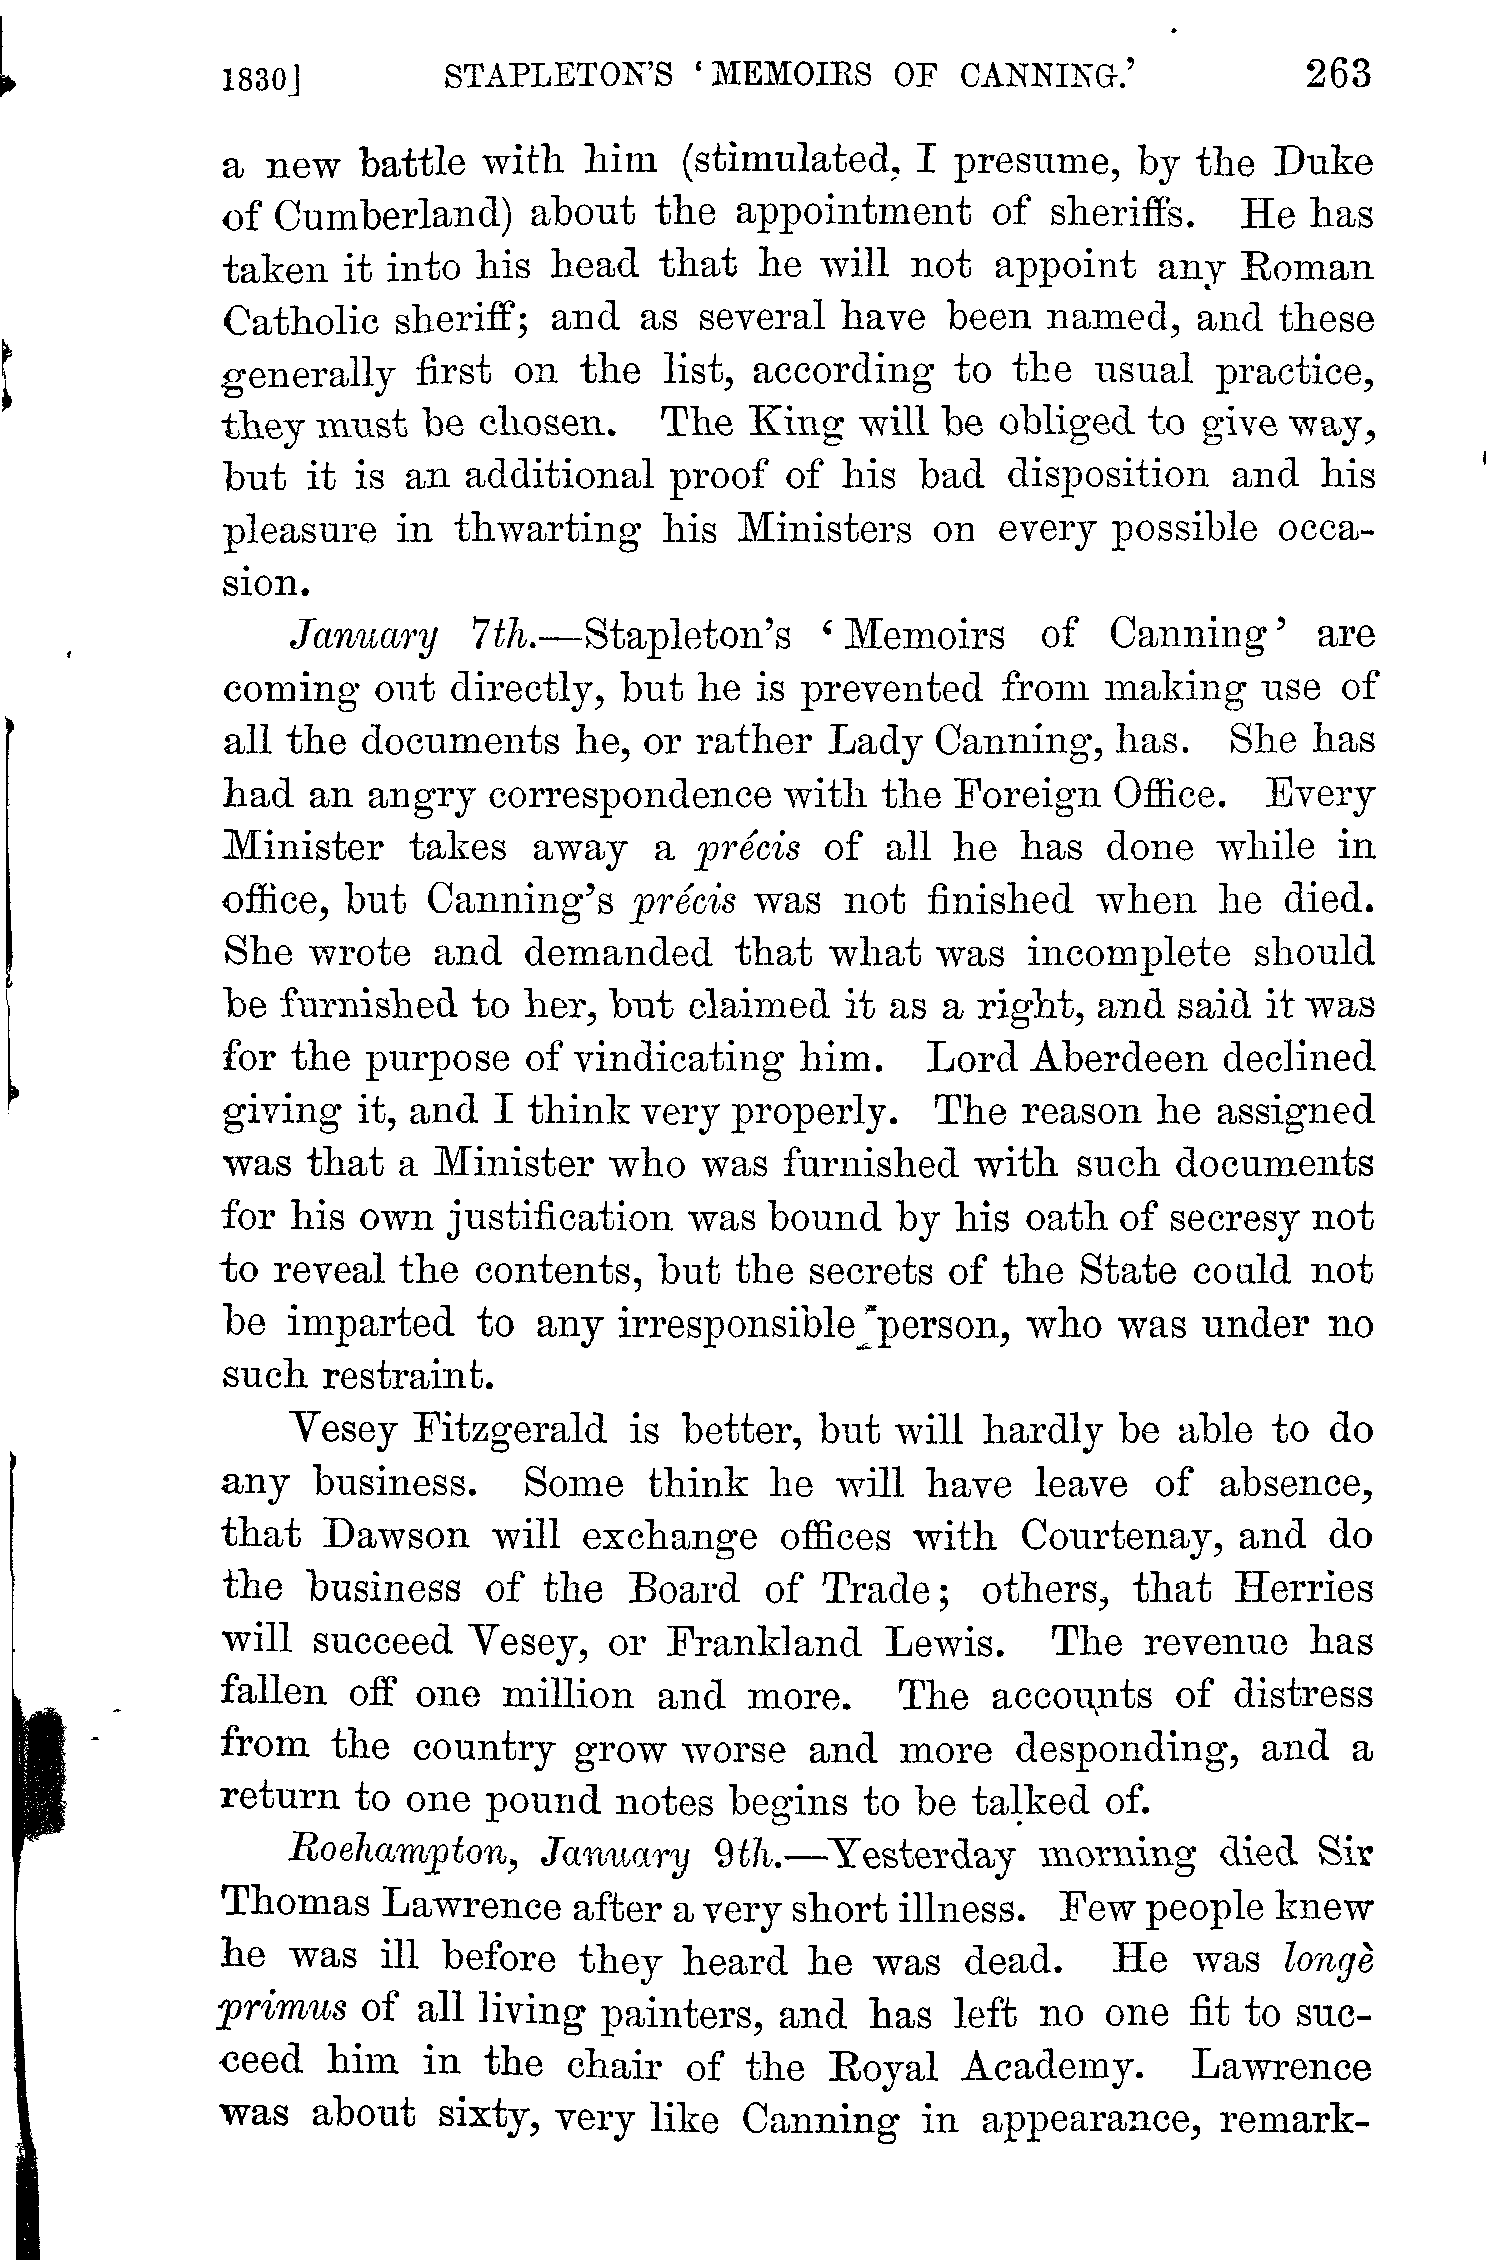 1830] STAPLETON'S 'MEMOIRS OF CANNING.' 263
a new battle with him (stimulated, I presume, by the Duke
of Cumberland) about the appointment of sheriffs. He has
taken it into his head that he will not appoint any Roman
Catholic sheriff; and as several have been named, and these
generally first on the list, according to the usual practice,
they must be chosen. The King will be obliged to give way,
but it is an additional proof of his bad disposition and his
pleasure in thwarting his Ministers on every possible occa-
sion.
January 7th.—Stapleton's 'Memoirs of Canning' are
coming out directly, but he is prevented from making use of
all the documents he, or rather Lady Canning, has. She has
had an angry correspondence with the Foreign Office. Every
Minister takes away a précis of all he has done while in
office, but Canning's précis was not finished when he died.
She wrote and demanded that what was incomplete should
be furnished to her, but claimed it as a right, and said it was
for the purpose of vindicating him. Lord Aberdeen declined
giving it, and I think very properly. The reason he assigned
was that a Minister who was furnished with such documents
for his own justification was bound by his oath of secresy not
to reveal the contents, but the secrets of the State could not
be imparted to any irresponsible person, who was under no
such restraint.
Vesey Fitzgerald is better, but will hardly be able to do
any business. Some think he will have leave of absence,
that Dawson will exchange offices with Courtenay, and do
the business of the Board of Trade; others, that Herries
will succeed Vesey, or Frankland Lewis. The revenue has
fallen off one million and more. The accounts of distress
from the country grow worse and more desponding, and a
return to one pound notes begins to be talked of.
Roehampton, January 9th.—Yesterday morning died Sir
Thomas Lawrence after a very short illness. Few people knew
he was ill before they heard he was dead. He was longè
primus of all living painters, and has left no one fit to suc-
ceed him in the chair of the Royal Academy. Lawrence
was about sixty, very like Canning in appearance, remark-